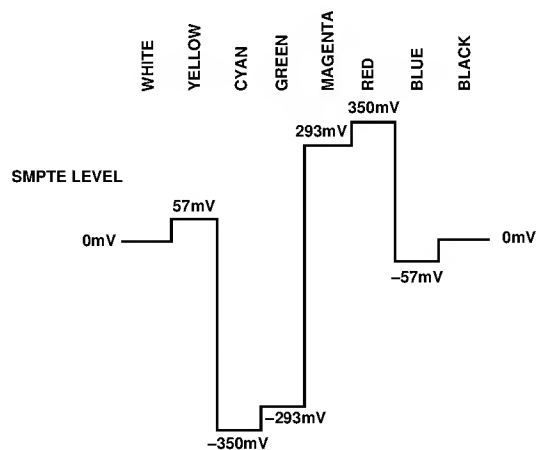 WHITE
YELLOW
CYAN
GREEN
MAGENTA
RED
BLUE
BLACK
350mV
293mV
SMPTE LEVEL
57mV
0mV
0mV
–57mV
–293mV
–350mV